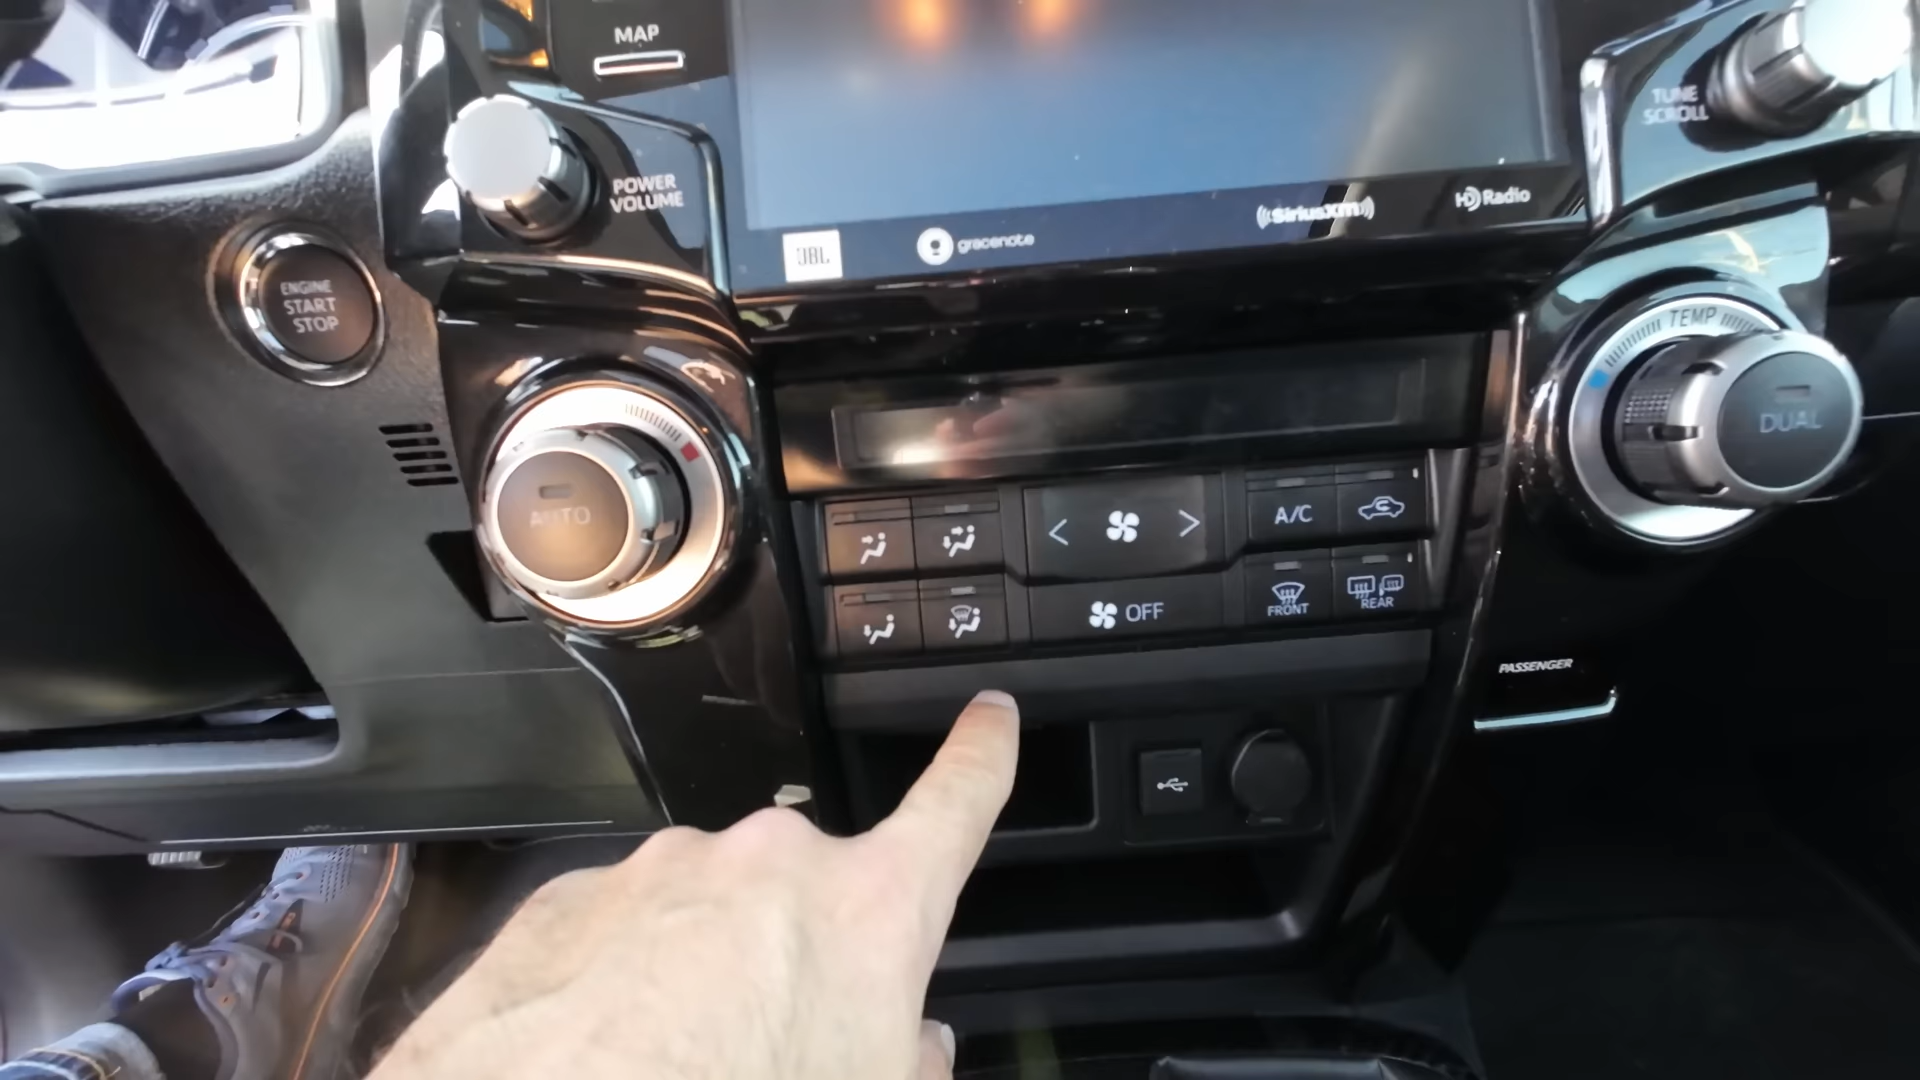 MAP
POWER
VOLUME
TUNE
SCROLL
JBL
gracenote
SiriusXM
HD Radio
ENGINE
START
STOP
TEMP
AUTO
DUAL
A/C
OFF
FRONT
REAR
PASSENGER